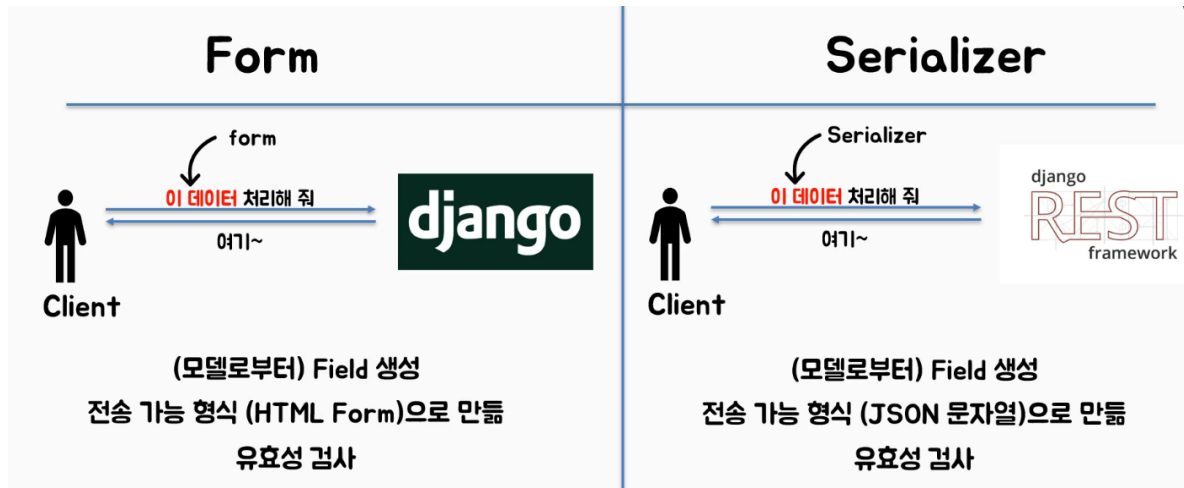 Form
form
이 데이터 처리해 줘
여기~
django
Client
(모델로부터) Field 생성
전송 가능 형식 (HTML Form)으로 만듦
유효성 검사
Serializer
Serializer
이 데이터 처리해 줘
여기~
django
REST
framework
Client
(모델로부터) Field 생성
전송 가능 형식 (JSON 문자열)으로 만듦
유효성 검사